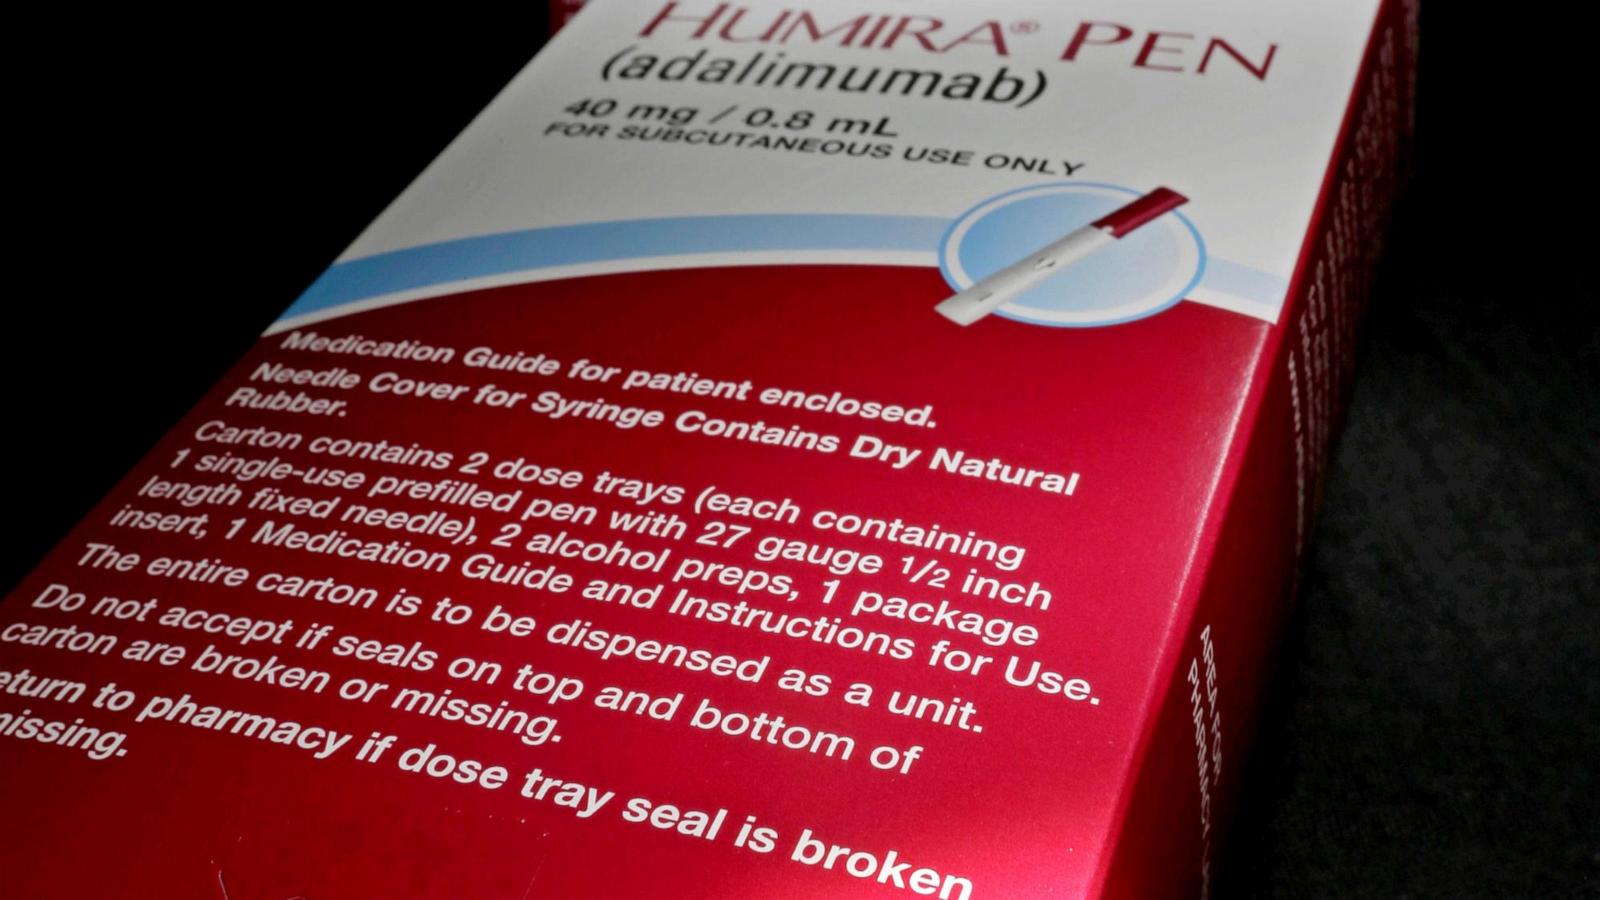 HUMIRA® PEN
(adalimumab)
40 mg / 0.8 mL
FOR SUBCUTANEOUS USE ONLY
Medication Guide for patient enclosed.
Needle Cover for Syringe Contains Dry Natural
Rubber.
Carton contains 2 dose trays (each containing
1 single-use prefilled pen with 27 gauge 1/2 inch
length fixed needle), 2 alcohol preps, 1 package
insert, 1 Medication Guide and Instructions for Use.
The entire carton is to be dispensed as a unit.
Do not accept if seals on top and bottom of
carton are broken or missing.
eturn to pharmacy if dose tray seal is broken
missing.
AREA FOR
PHARMACY